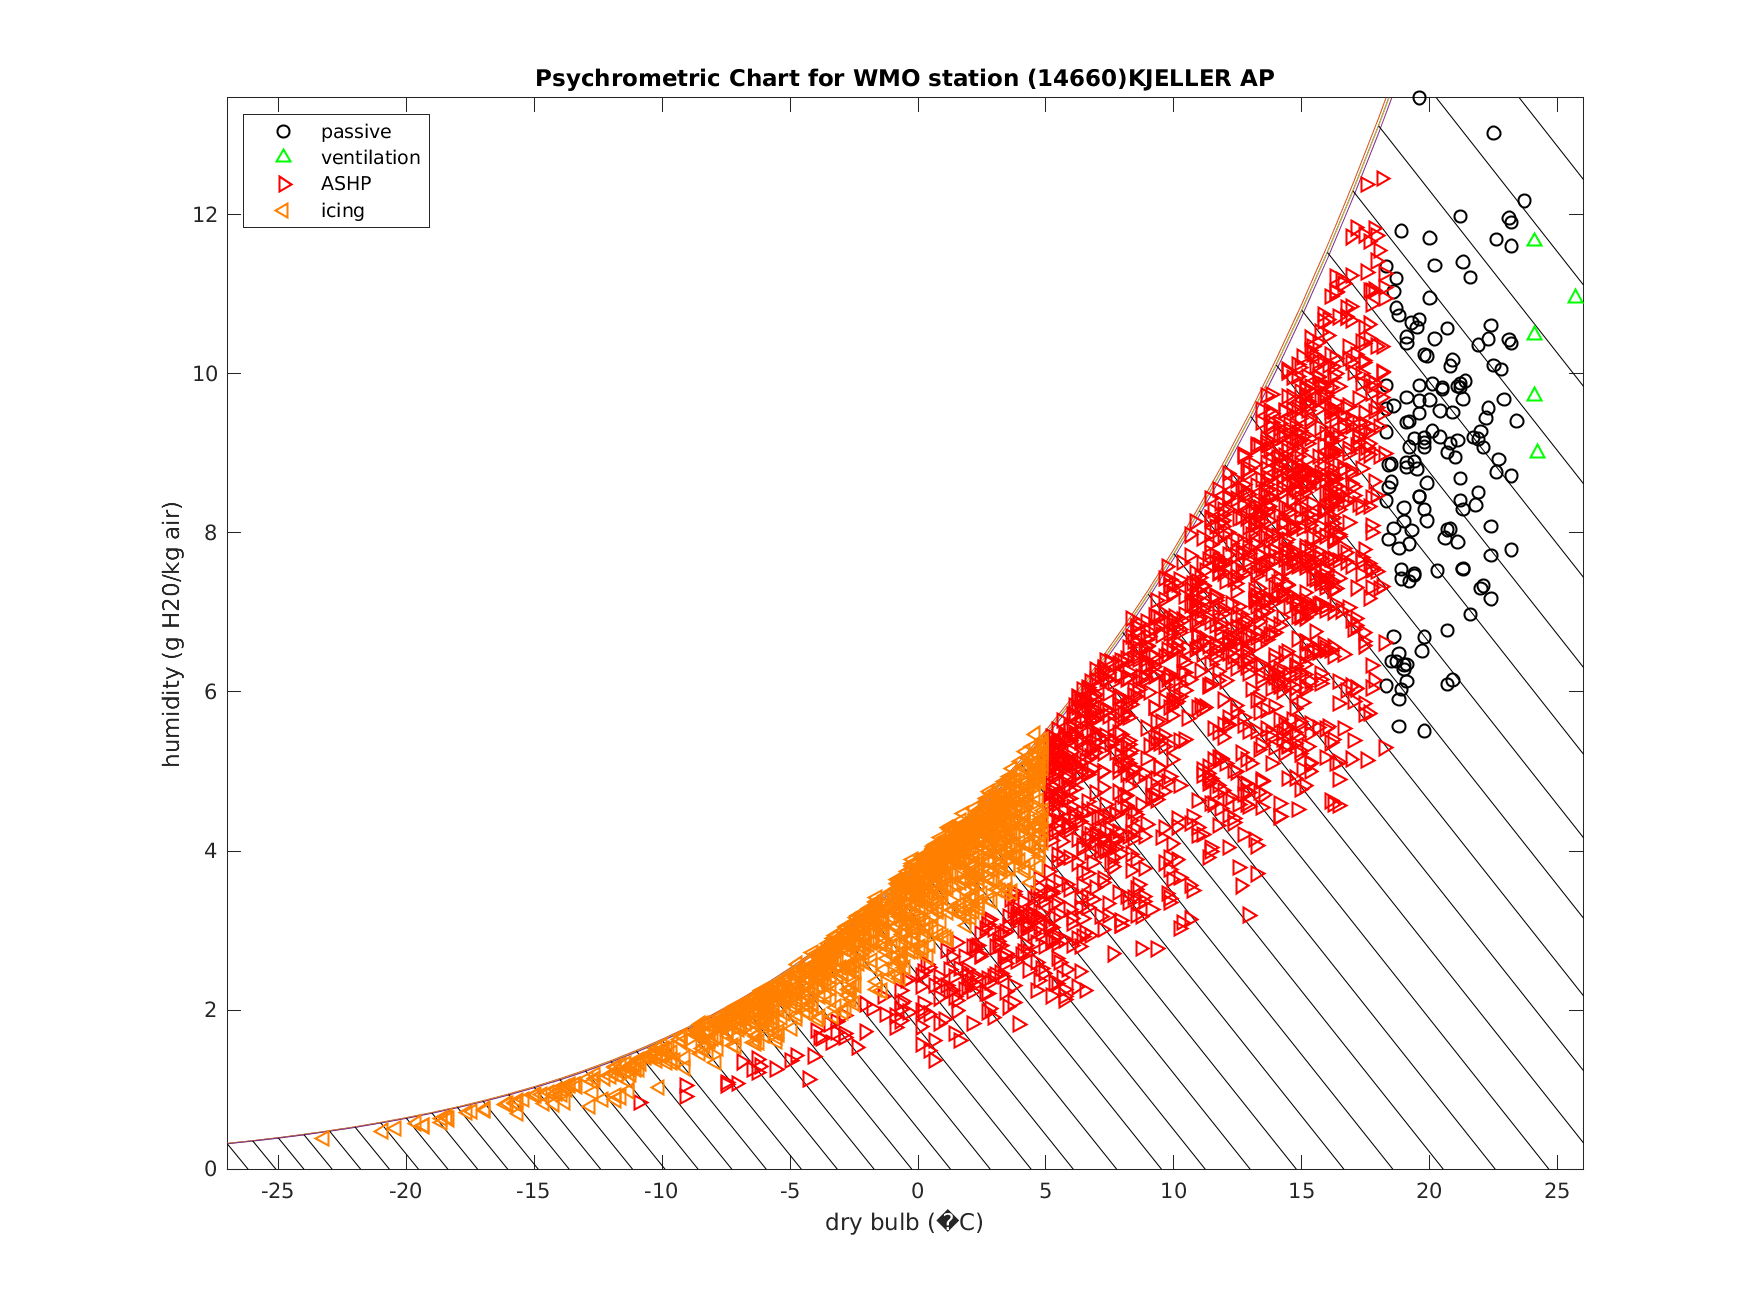 Psychrometric Chart for WMO station (14660)KJELLER AP
passive
ventilation
ASHP
icing
humidity (g H20/kg air)
12
10
8
6
4
2
0
-25 -20 -15 -10 -5 0 5 10 15 20 25
dry bulb (�C)